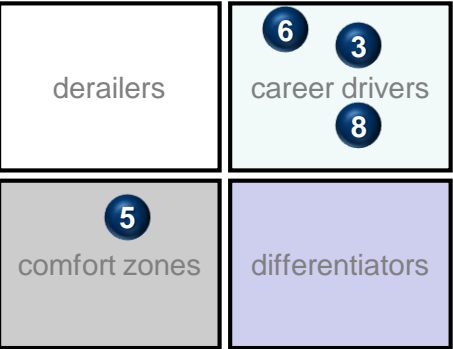 6
3
derailers
career drivers
8
5
comfort zones
differentiators